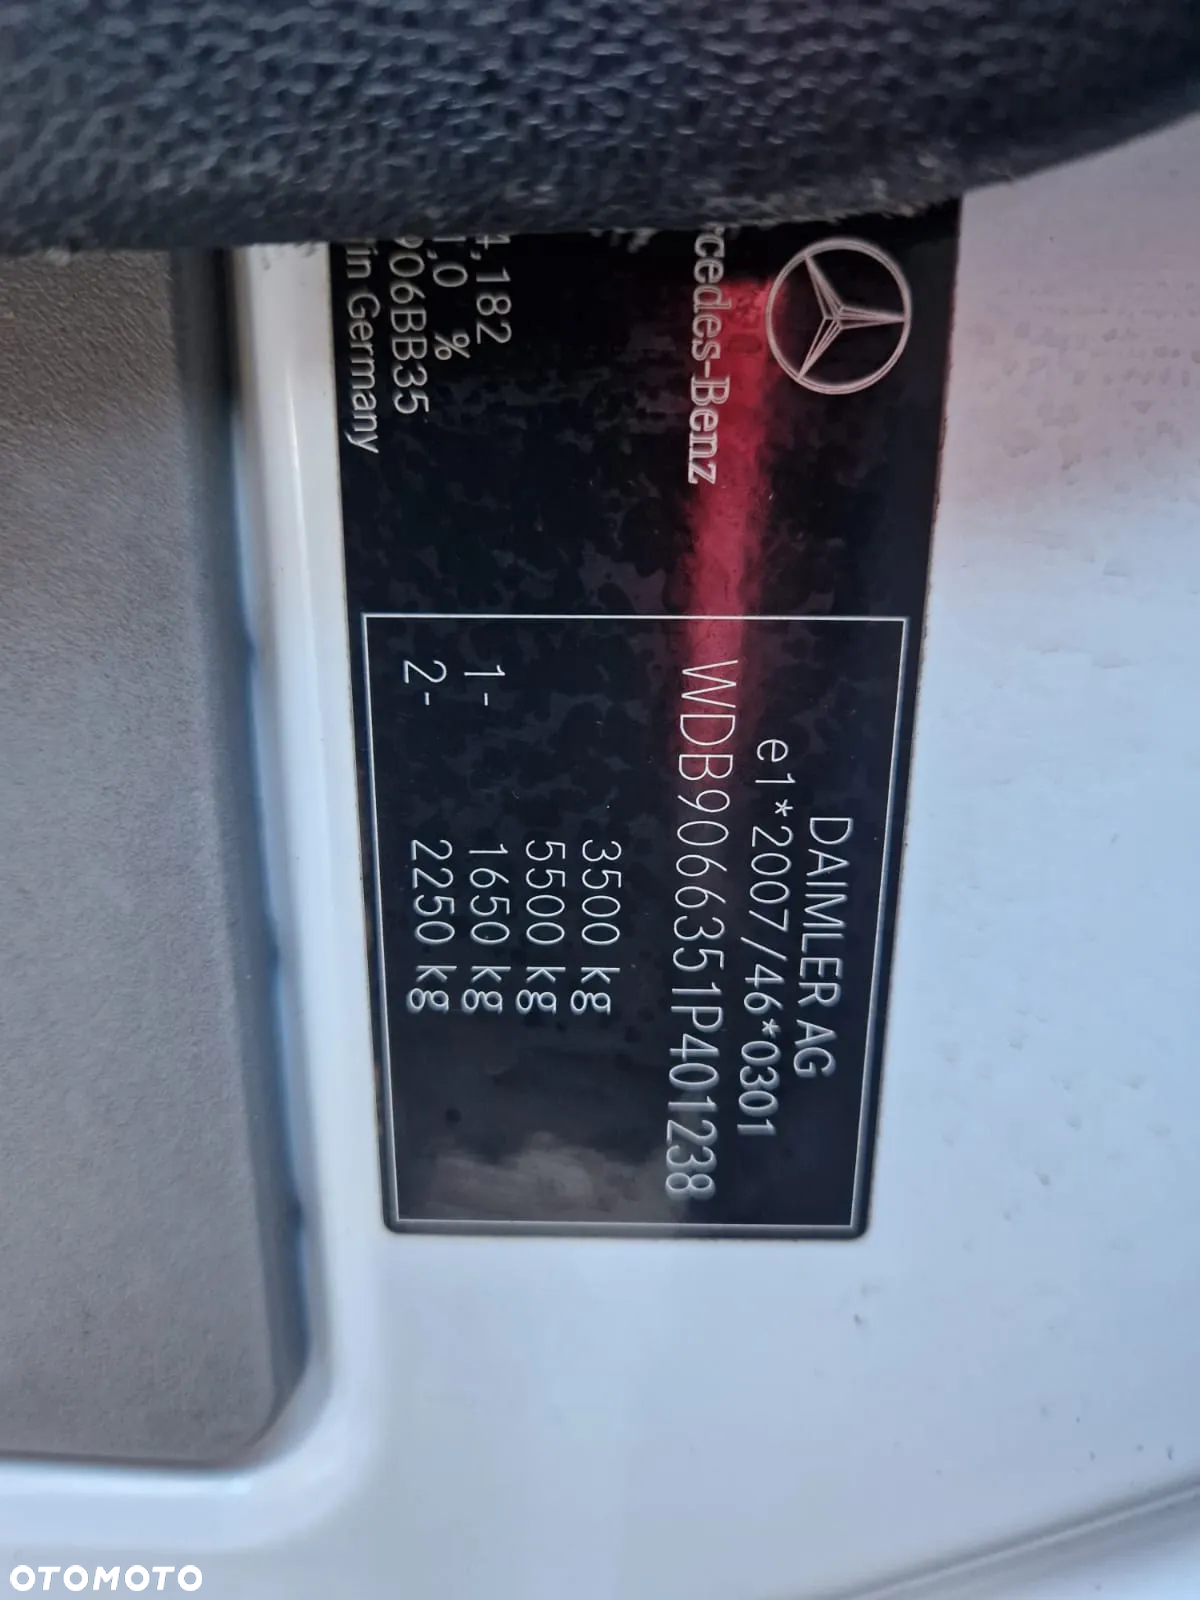 DAIMLER AG
e1*2007/46*0301
WDB9066351P401238
3500 kg
5500 kg
1- 1650 kg
2- 2250 kg
Mercedes-Benz
,182
,0 %
906BB35
in Germany
OTOMOTO